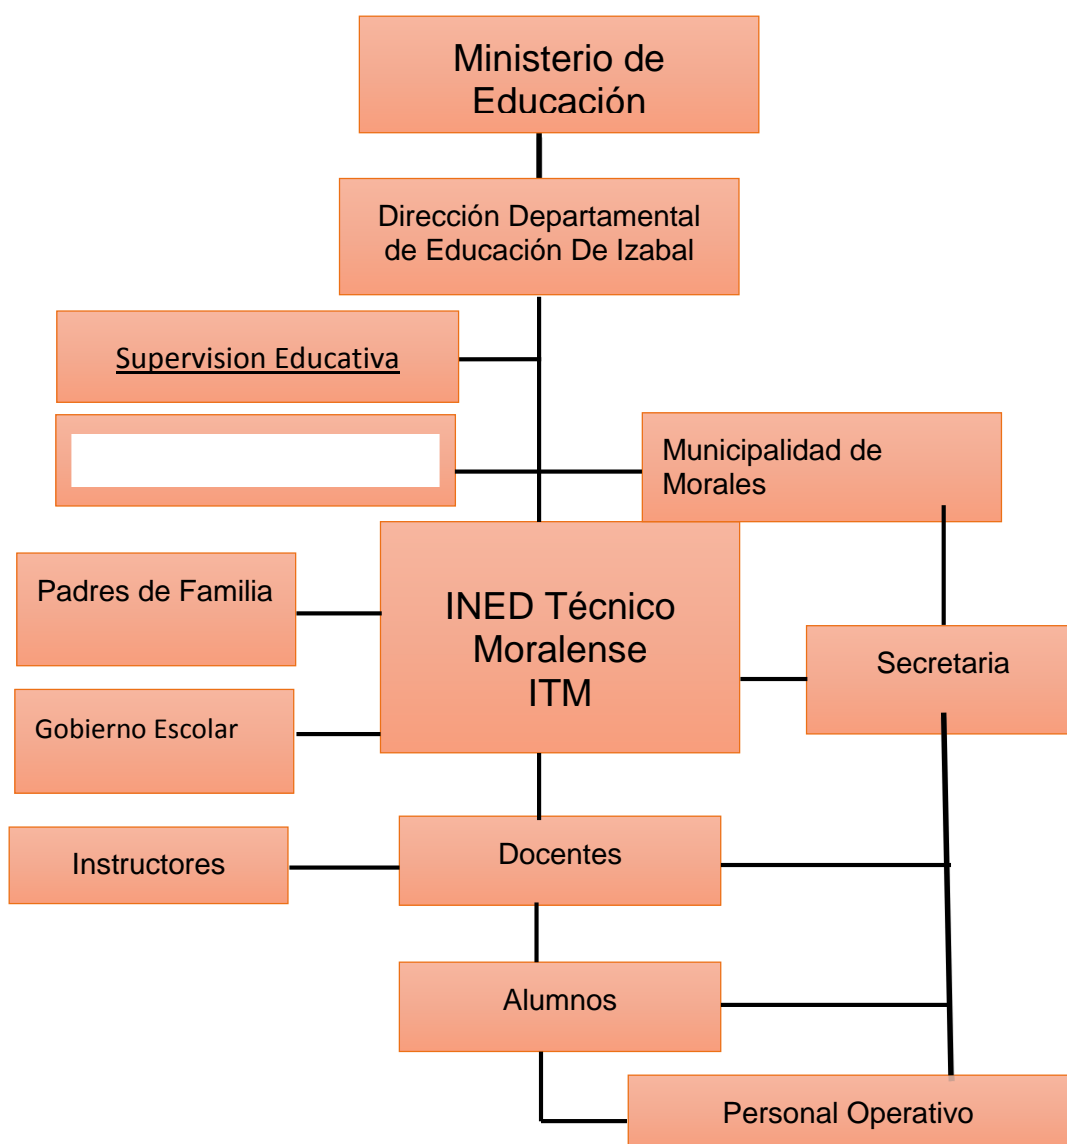 Ministerio de
Educación
Dirección Departamental
de Educación De Izabal
Supervision Educativa
Municipalidad de
Morales
Padres de Familia
INED Técnico
Moralense
ITM
Secretaria
Gobierno Escolar
Instructores
Docentes
Alumnos
Personal Operativo